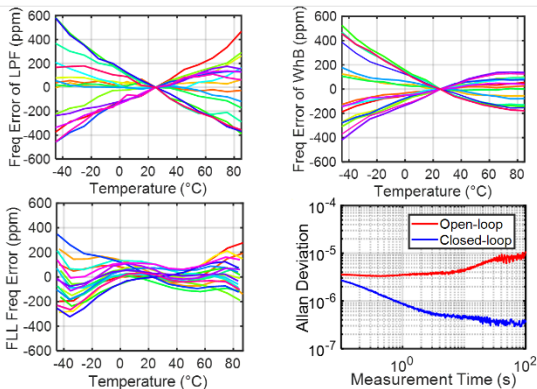 Freq Error of LPF (ppm)
600
400
200
0
-200
-400
-600
-40 -20 0 20 40 60 80
Temperature (°C)
Freq Error of WhB (ppm)
600
400
200
0
-200
-400
-600
-40 -20 0 20 40 60 80
Temperature (°C)
FLL Freq Error (ppm)
600
400
200
0
-200
-400
-600
-40 -20 0 20 40 60 80
Temperature (°C)
Allan Deviation
10-4
10-5
10-6
10-7
Open-loop
Closed-loop
100 102
Measurement Time (s)